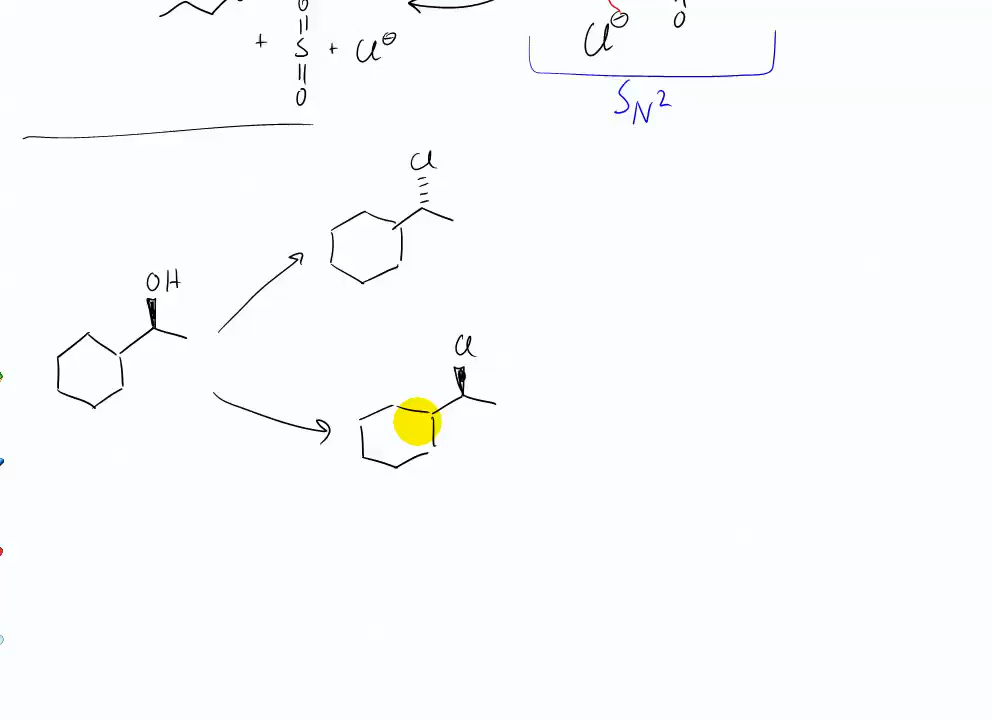 O
+ S + Cl⊖
O
Cl⊖ O
SN2
Cl
OH
Cl